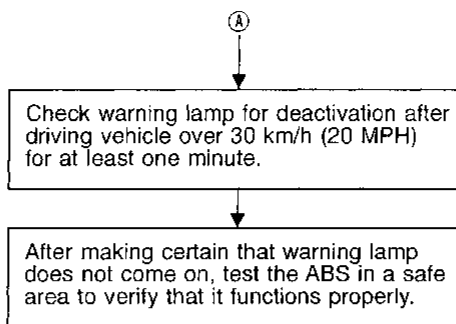 A
Check warning lamp for deactivation after
driving vehicle over 30 km/h (20 MPH)
for at least one minute.
After making certain that warning lamp
does not come on, test the ABS in a safe
area to verify that it functions properly.